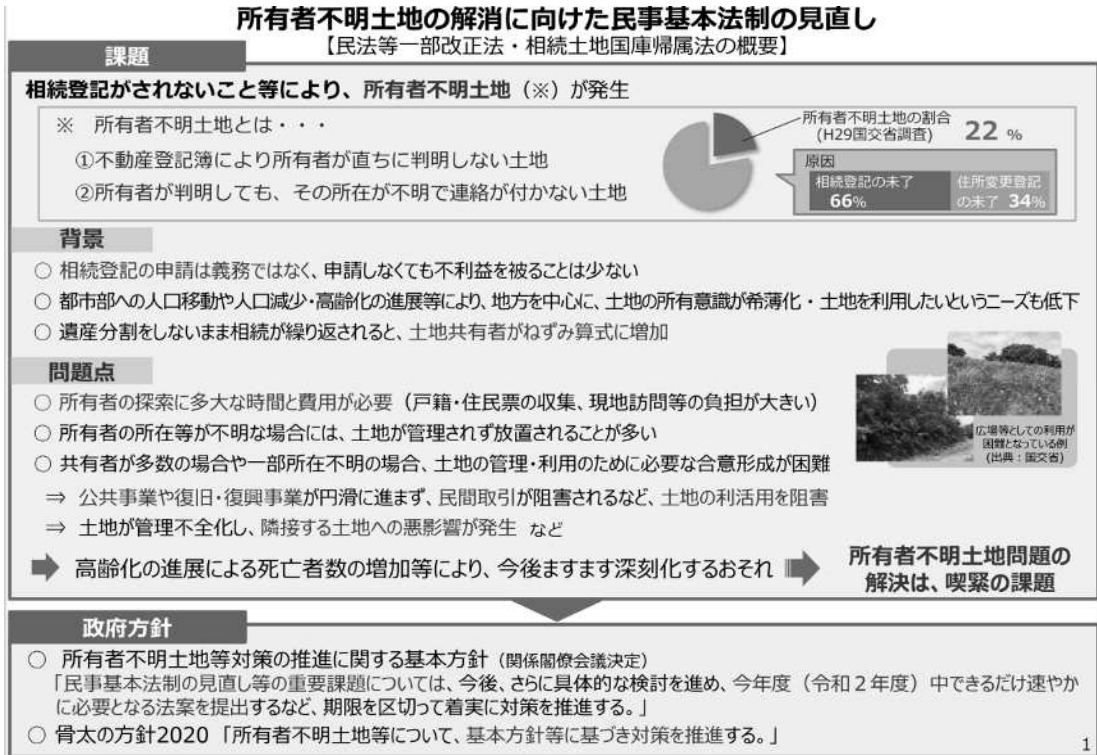 所有者不明土地の解消に向けた民事基本法制の見直し
【民法等一部改正法・相続土地国庫帰属法の概要】
課題
相続登記がされないこと等により、所有者不明土地（※）が発生
※　所有者不明土地とは・・・
①不動産登記簿により所有者が直ちに判明しない土地
②所有者が判明しても、その所在が不明で連絡が付かない土地
所有者不明土地の割合
(H29国交省調査)　22 %
原因
相続登記の未了
66%
住所変更登記
の未了 34%
背景
○ 相続登記の申請は義務ではなく、申請しなくても不利益を被ることは少ない
○ 都市部への人口移動や人口減少・高齢化の進展等により、地方を中心に、土地の所有意識が希薄化・土地を利用したいというニーズも低下
○ 遺産分割をしないまま相続が繰り返されると、土地共有者がねずみ算式に増加
問題点
○ 所有者の探索に多大な時間と費用が必要（戸籍・住民票の収集、現地訪問等の負担が大きい）
○ 所有者の所在等が不明な場合には、土地が管理されず放置されることが多い
○ 共有者が多数の場合や一部所在不明の場合、土地の管理・利用のために必要な合意形成が困難
⇒ 公共事業や復旧・復興事業が円滑に進まず、民間取引が阻害されるなど、土地の利活用を阻害
⇒ 土地が管理不全化し、隣接する土地への悪影響が発生 など
広場等としての利用が
困難となっている例
(出典：国交省)
高齢化の進展による死亡者数の増加等により、今後ますます深刻化するおそれ
所有者不明土地問題の
解決は、喫緊の課題
政府方針
○ 所有者不明土地等対策の推進に関する基本方針（関係閣僚会議決定）
「民事基本法制の見直し等の重要課題については、今後、さらに具体的な検討を進め、今年度（令和２年度）中できるだけ速やか
に必要となる法案を提出するなど、期限を区切って着実に対策を推進する。」
○ 骨太の方針2020「所有者不明土地等について、基本方針等に基づき対策を推進する。」
1